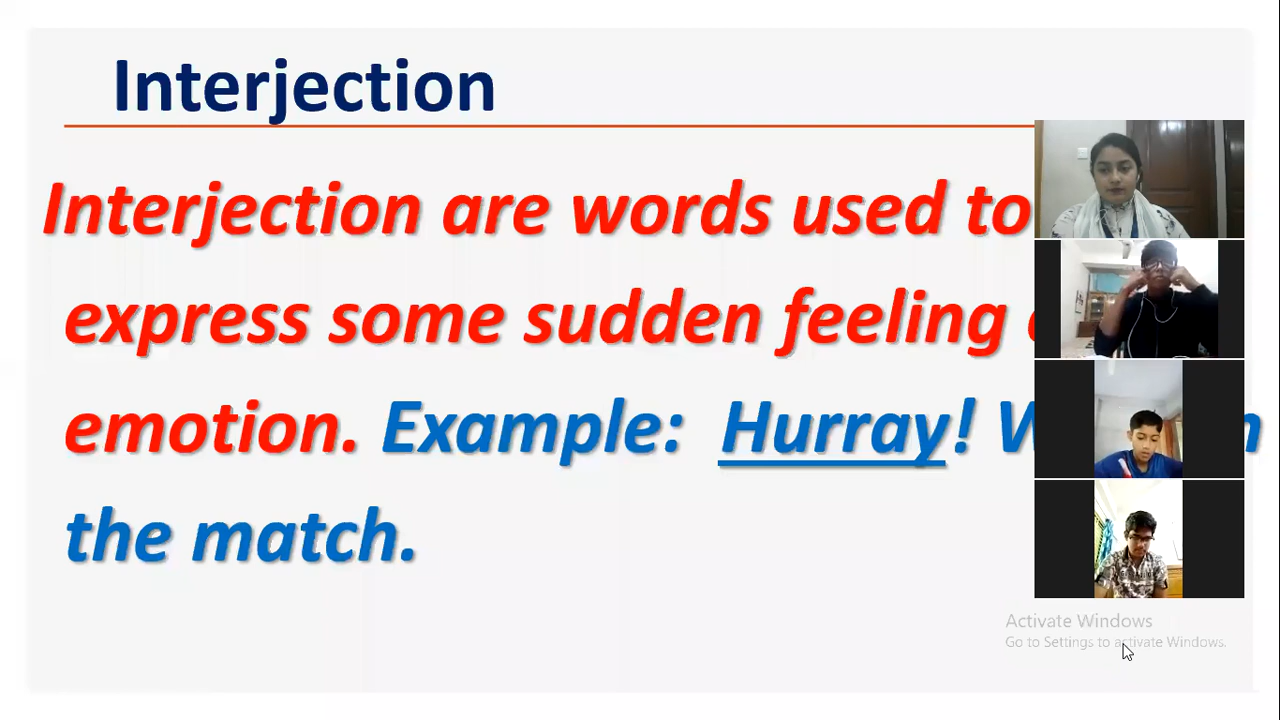 Interjection
Interjection are words used to
express some sudden feeling
emotion. Example: Hurray!
the match.
Activate Windows
Go to Settings to activate Windows.